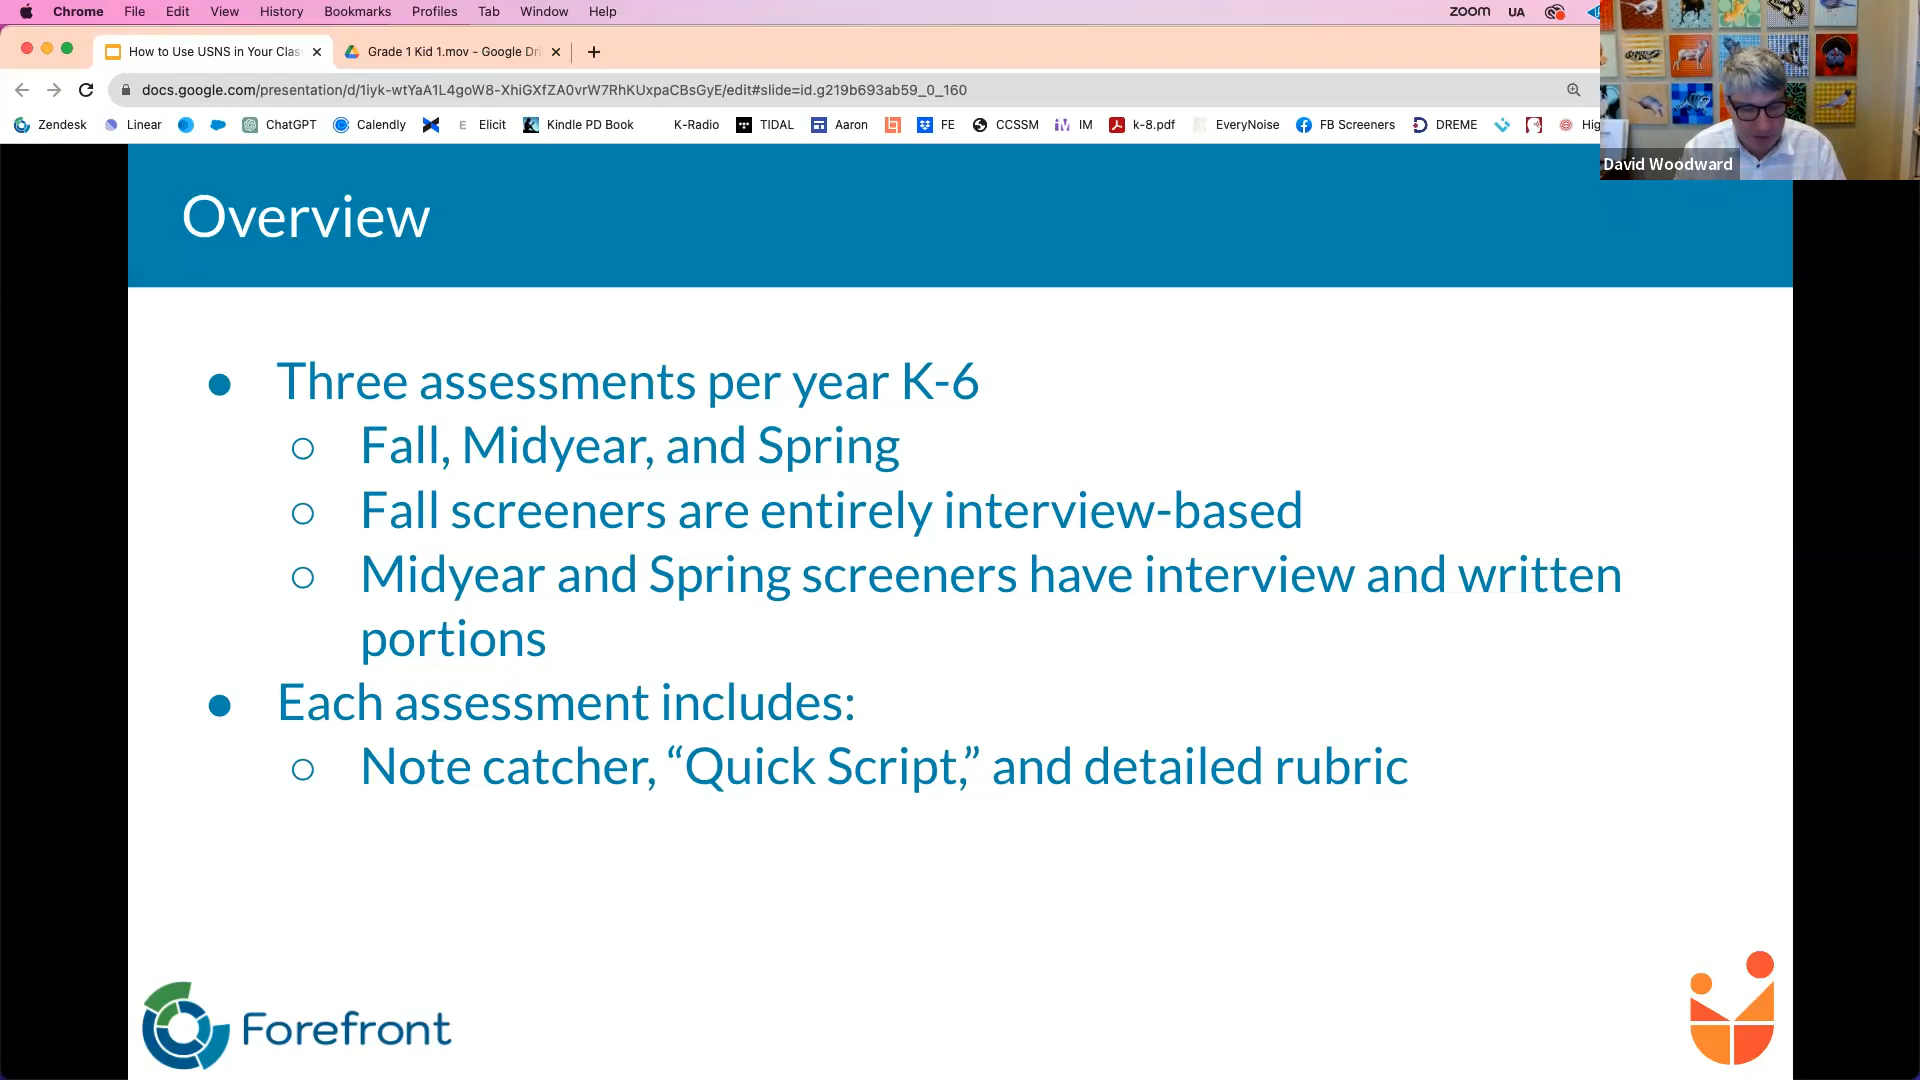 Chrome File Edit View History Bookmarks Profiles Tab Window Help
zoom UA
How to Use USNS in Your Clas
Grade 1 Kid 1.mov - Google Dri
docs.google.com/presentation/d/1iyk-wtYaA1L4goW8-XhiGXfZA0vrW7RhKUxpaCBsGyE/edit#slide=id.g219b693ab59_0_160
Zendesk Linear ChatGPT Calendly Elicit Kindle PD Book K-Radio TIDAL Aaron FE CCSSM IM k-8.pdf EveryNoise FB Screeners DREME Hig
David Woodward
Overview
● Three assessments per year K-6
○ Fall, Midyear, and Spring
○ Fall screeners are entirely interview-based
○ Midyear and Spring screeners have interview and written
portions
● Each assessment includes:
○ Note catcher, “Quick Script,” and detailed rubric
Forefront